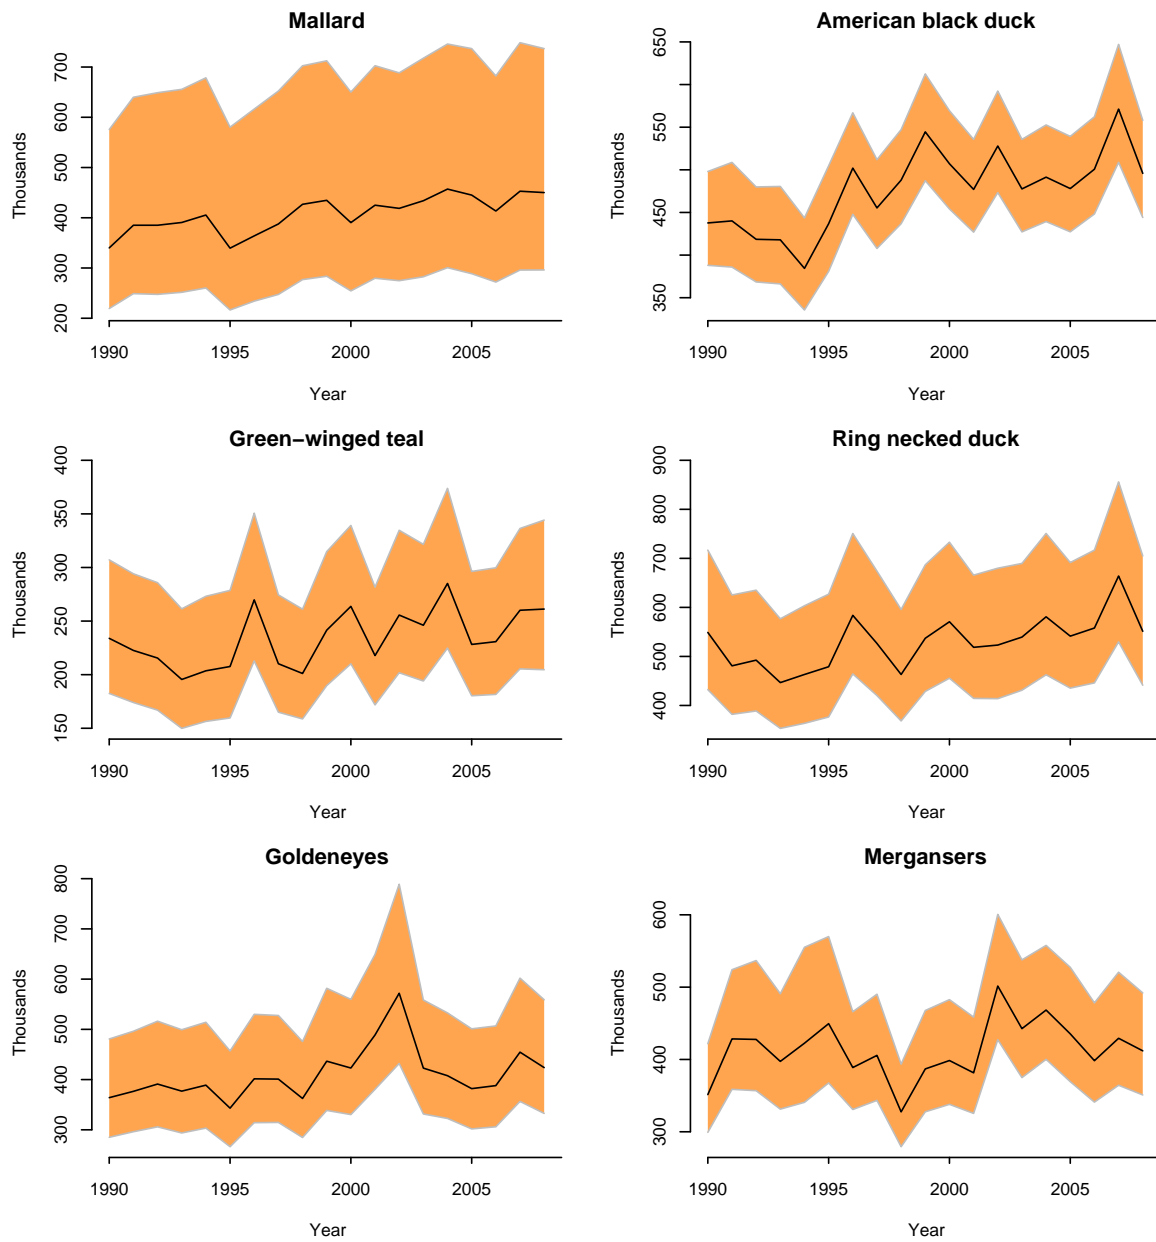 Mallard
Thousands
700
600
500
400
300
200
1990 1995 2000 2005
Year
American black duck
Thousands
650
550
450
350
1990 1995 2000 2005
Year
Green−winged teal
Thousands
400
350
300
250
200
150
1990 1995 2000 2005
Year
Ring necked duck
Thousands
900
800
700
600
500
400
1990 1995 2000 2005
Year
Goldeneyes
Thousands
800
700
600
500
400
300
1990 1995 2000 2005
Year
Mergansers
Thousands
600
500
400
300
1990 1995 2000 2005
Year